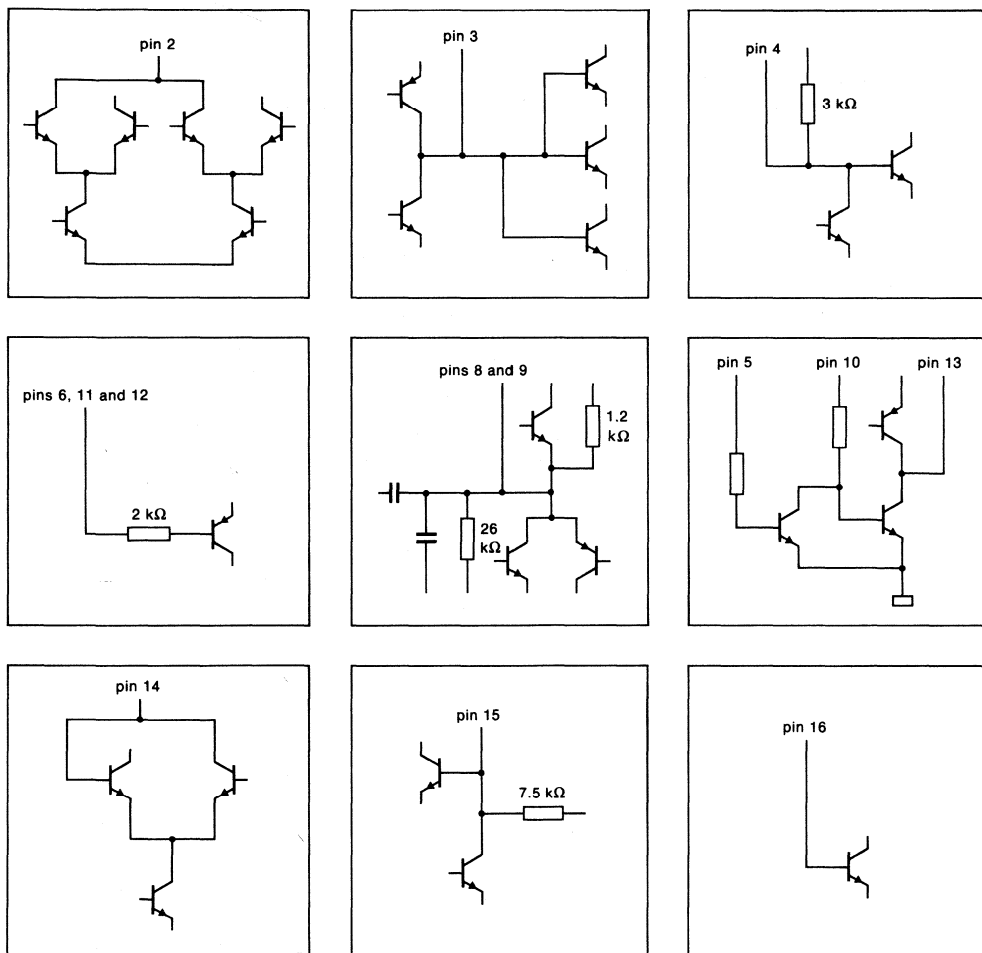 pin 2
pin 3
pin 4
3 kΩ
pins 6, 11 and 12
2 kΩ
pins 8 and 9
1.2
kΩ
26
kΩ
pin 5
pin 10
pin 13
pin 14
pin 15
7.5 kΩ
pin 16